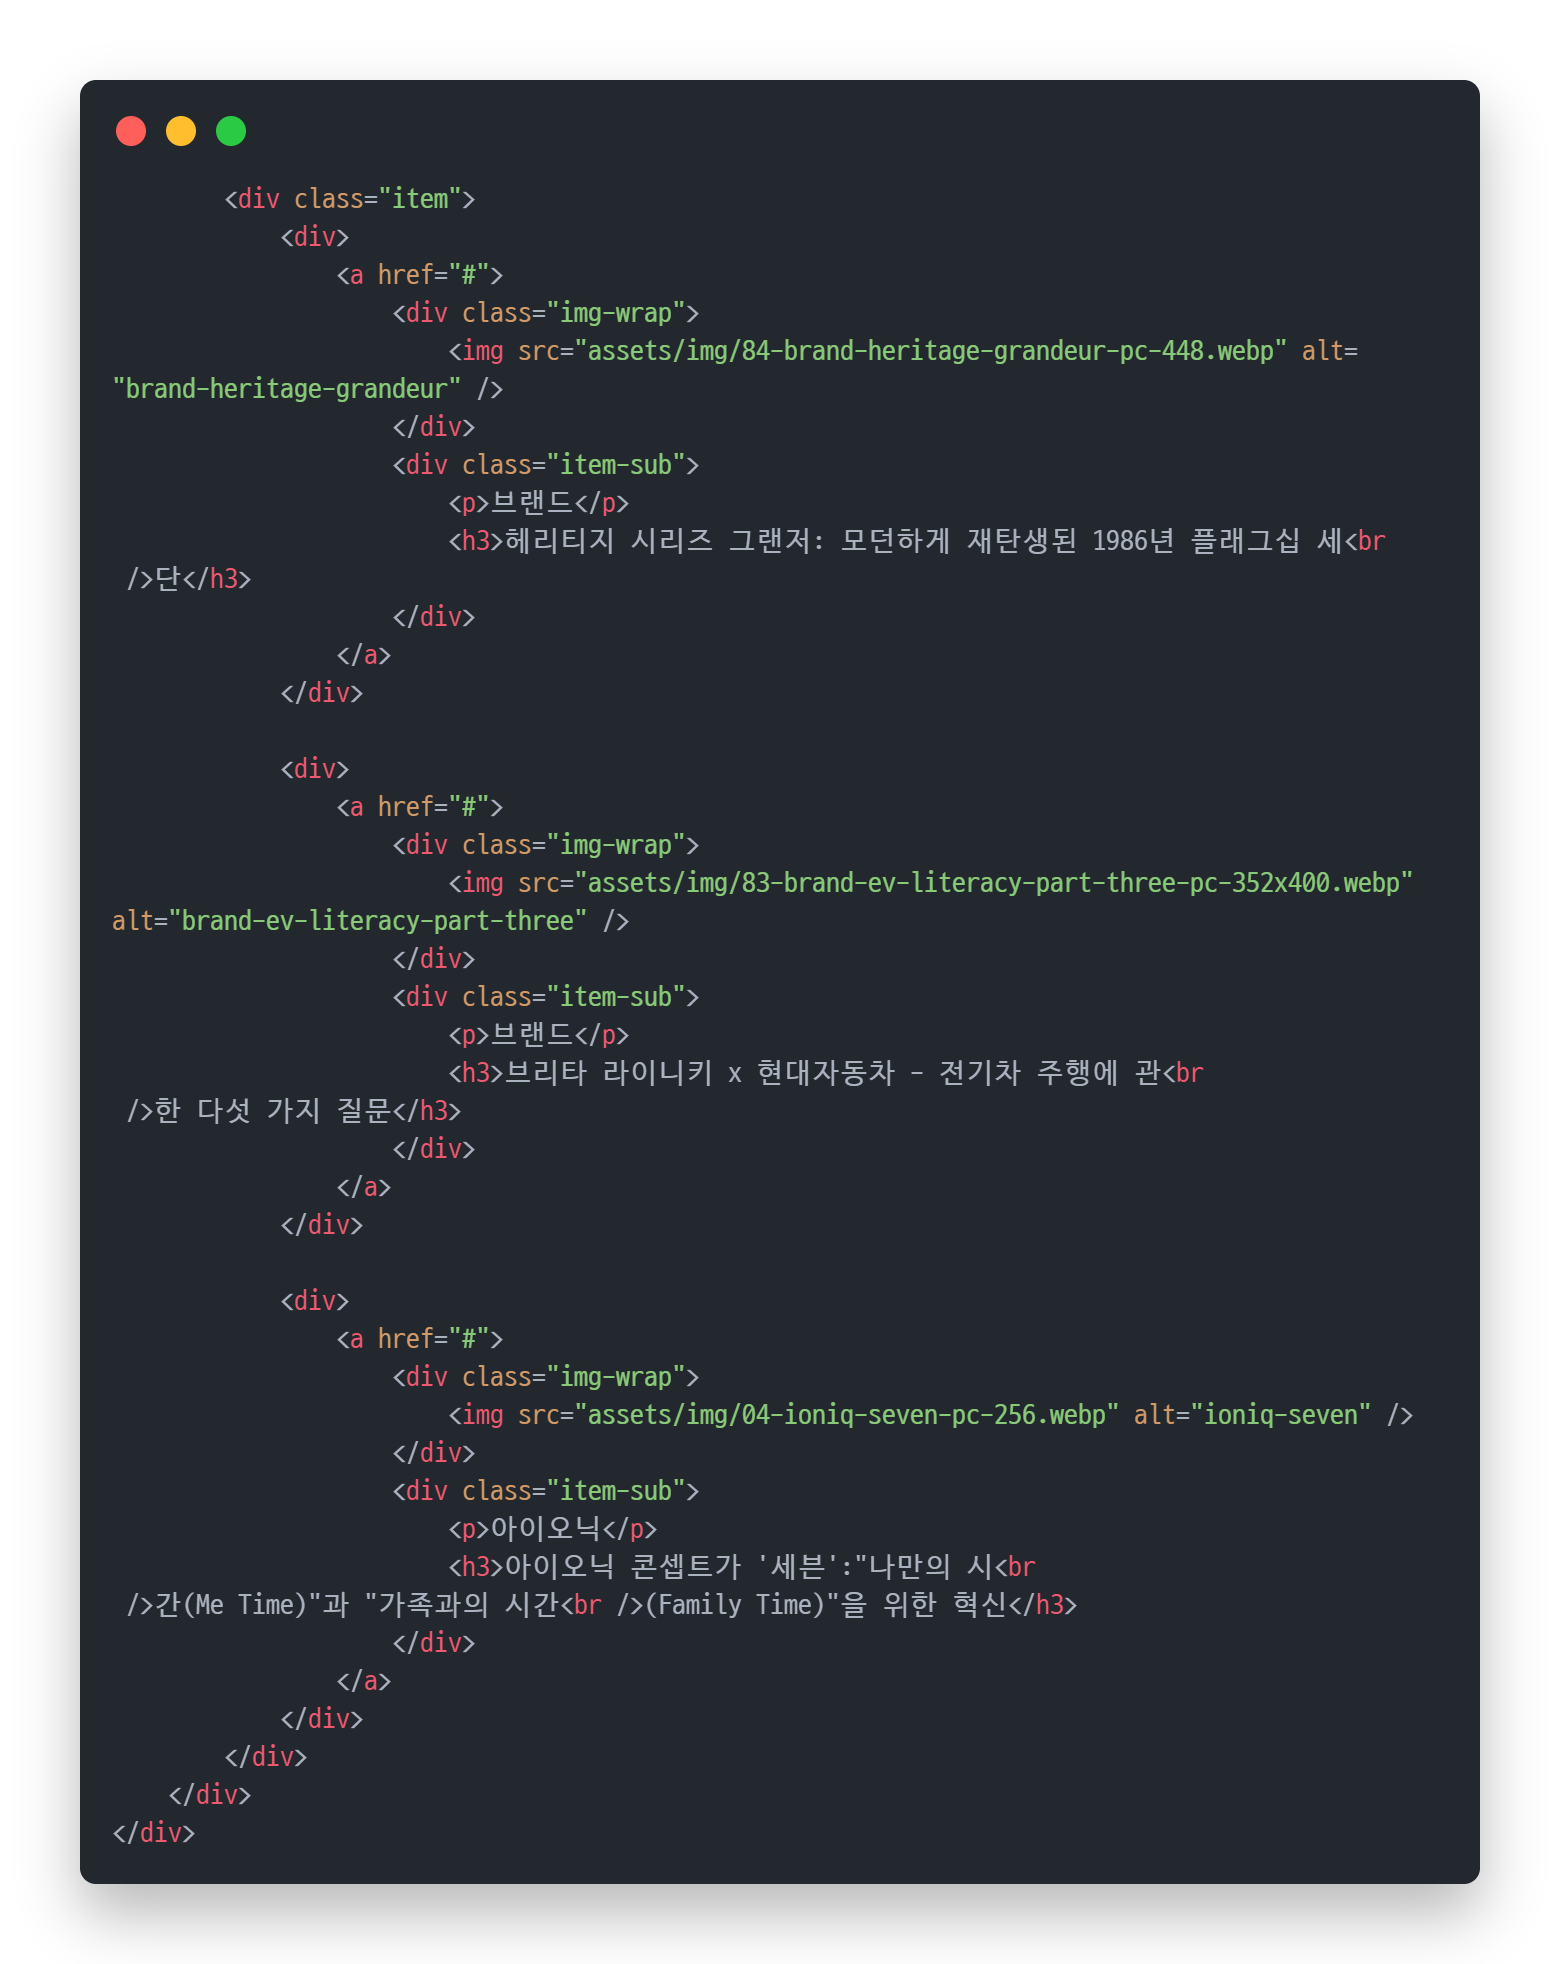 <div class="item">
<div>
<a href="#">
<div class="img-wrap">
<img src="assets/img/84-brand-heritage-grandeur-pc-448.webp" alt=
"brand-heritage-grandeur" />
</div>
<div class="item-sub">
<p>브랜드</p>
<h3>헤리티지 시리즈 그랜저: 모던하게 재탄생된 1986년 플래그십 세<br
/>단</h3>
</div>
</a>
</div>
<div>
<a href="#">
<div class="img-wrap">
<img src="assets/img/83-brand-ev-literacy-part-three-pc-352x400.webp"
alt="brand-ev-literacy-part-three" />
</div>
<div class="item-sub">
<p>브랜드</p>
<h3>브리타 라이니키 x 현대자동차 - 전기차 주행에 관<br
/>한 다섯 가지 질문</h3>
</div>
</a>
</div>
<div>
<a href="#">
<div class="img-wrap">
<img src="assets/img/04-ioniq-seven-pc-256.webp" alt="ioniq-seven" />
</div>
<div class="item-sub">
<p>아이오닉</p>
<h3>아이오닉 콘셉트가 '세븐':"나만의 시<br
/>간(Me Time)"과 "가족과의 시간<br />(Family Time)"을 위한 혁신</h3>
</div>
</a>
</div>
</div>
</div>
</div>